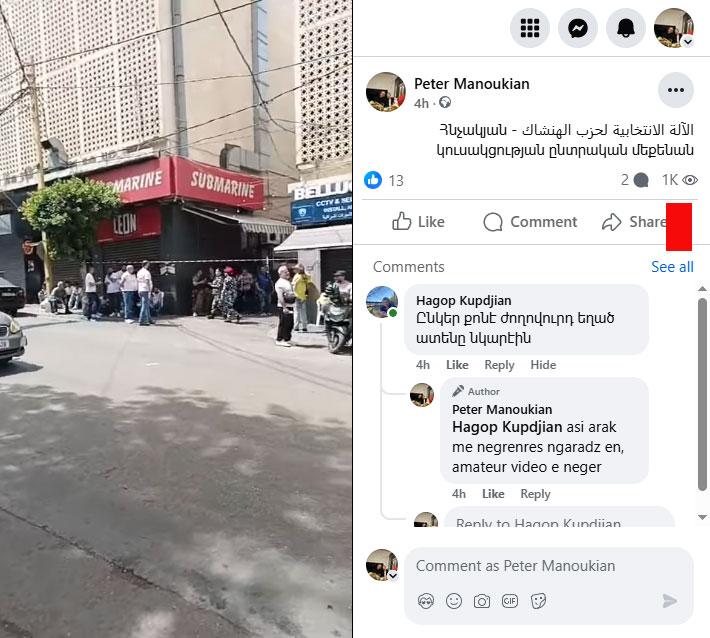 SUBMARINE
SUBMARINE
LEON
CCTV & SE
INSTALL, A
Peter Manoukian
4h
الآلة الانتخابية لحزب الهنشاك - Հնչակյան
կուսակցության ընտրական մեքենան
13
2
1K
Like
Comment
Share
Comments
See all
Hagop Kupdjian
Ընկեր քոնէ ժողովուրդ եղած
ատենը նկարէին
4h Like Reply Hide
Author
Peter Manoukian
Hagop Kupdjian asi arak
me negrenres ngaradz en,
amateur video e neger
4h Like Reply
Reply to Hagop Kupdjian
Comment as Peter Manoukian
GIF